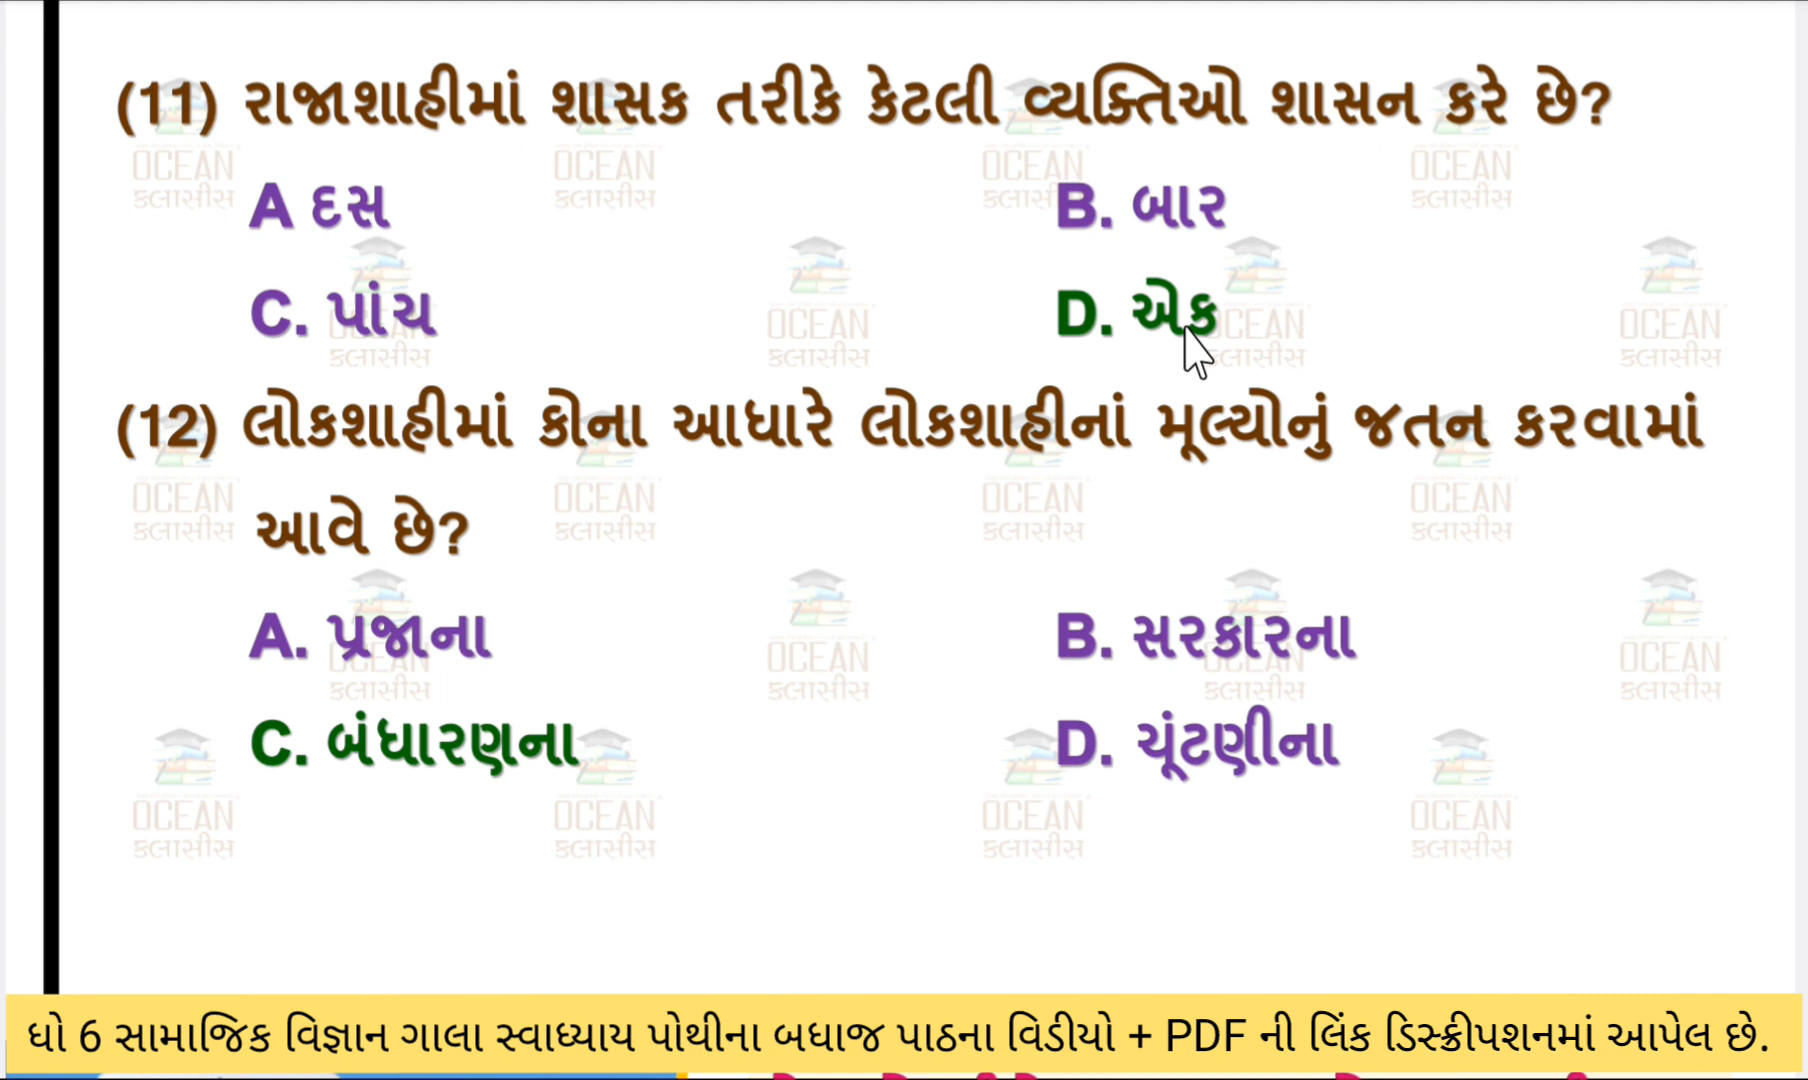 (11) રાજાશાહીમાં શાસક તરીકે કેટલી વ્યક્તિઓ શાસન કરે છે?
A દસ B. બાર
C. પાંચ D. એક
(12) લોકશાહીમાં કોના આધારે લોકશાહીનાં મૂલ્યોનું જતન કરવામાં
આવે છે?
A. પ્રજાના B. સરકારના
C. બંધારણના D. ચૂંટણીના
OCEAN
ક્લાસીસ
ધો 6 સામાજિક વિજ્ઞાન ગાલા સ્વાધ્યાય પોથીના બધાજ પાઠના વિડીયો + PDF ની લિંક ડિસ્ક્રીપશનમાં આપેલ છે.